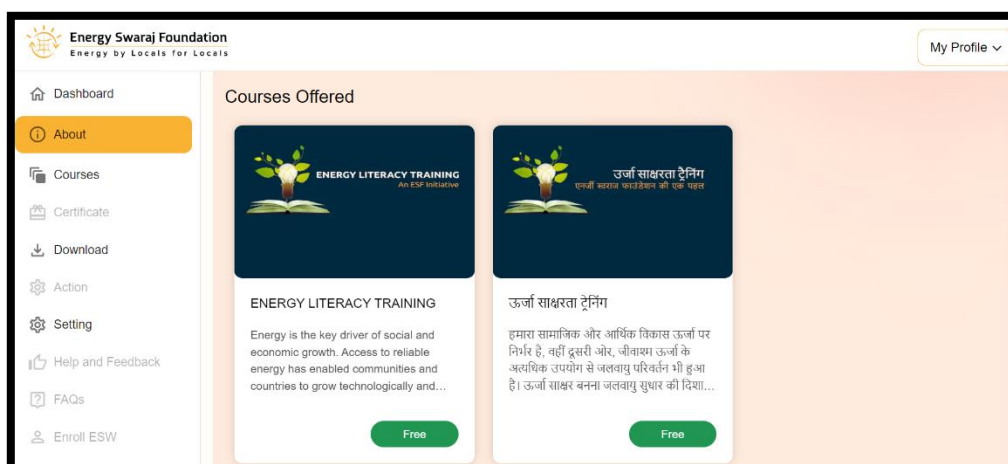 Energy Swaraj Foundation
Energy by Locals for Locals
My Profile
Dashboard
About
Courses
Certificate
Download
Action
Setting
Help and Feedback
FAQs
Enroll ESW
Courses Offered
ENERGY LITERACY TRAINING
An ESF Initiative
ENERGY LITERACY TRAINING
Energy is the key driver of social and
economic growth. Access to reliable
energy has enabled communities and
countries to grow technologically and...
Free
उर्जा साक्षरता ट्रैनिंग
एनर्जी स्वराज फाउंडेशन की एक पहल
ऊर्जा साक्षरता ट्रेनिंग
हमारा सामाजिक और आर्थिक विकास ऊर्जा पर
निर्भर है, वहीं दूसरी ओर, जीवाश्म ऊर्जा के
अत्यधिक उपयोग से जलवायु परिवर्तन भी हुआ
है। ऊर्जा साक्षर बनना जलवायु सुधार की दिशा...
Free